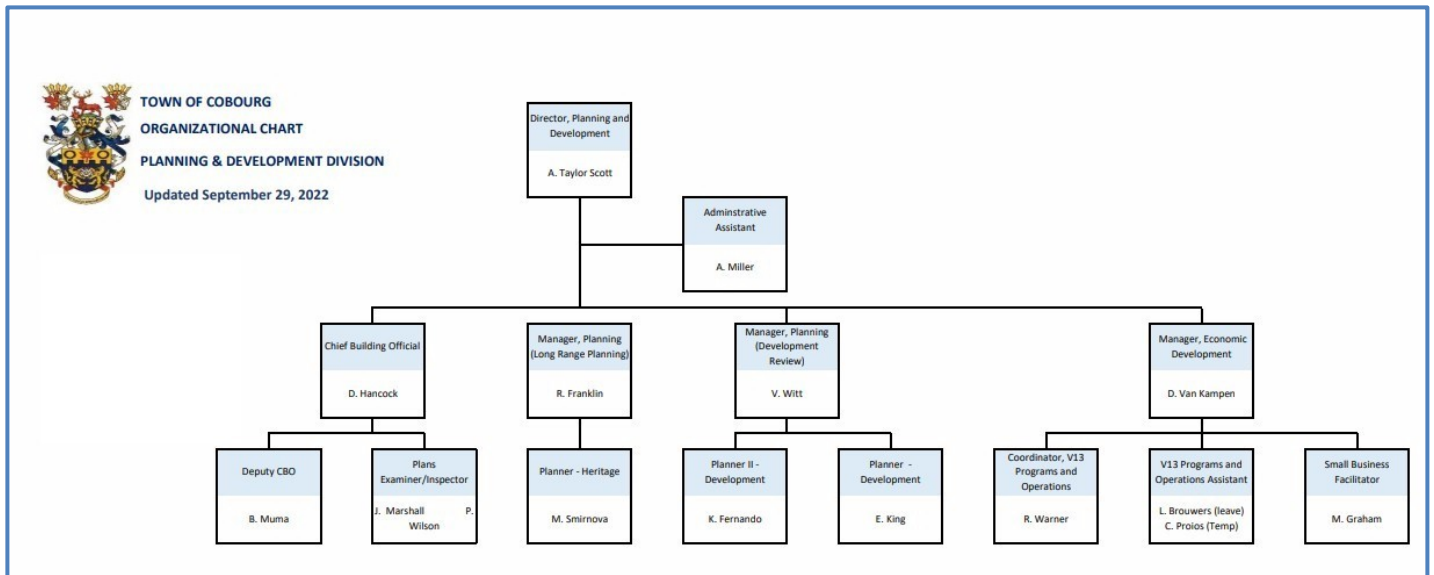 TOWN OF COBOURG
ORGANIZATIONAL CHART
PLANNING & DEVELOPMENT DIVISION
Updated September 29, 2022
Director, Planning and
Development
A. Taylor Scott
Adminstrative
Assistant
A. Miller
Chief Building Official
D. Hancock
Manager, Planning
(Long Range Planning)
R. Franklin
Manager, Planning
(Development
Review)
V. Witt
Manager, Economic
Development
D. Van Kampen
Deputy CBO
B. Muma
Plans
Examiner/Inspector
J. Marshall P.
Wilson
Planner - Heritage
M. Smirnova
Planner II -
Development
K. Fernando
Planner -
Development
E. King
Coordinator, V13
Programs and
Operations
R. Warner
V13 Programs and
Operations Assistant
L. Brouwers (leave)
C. Proios (Temp)
Small Business
Facilitator
M. Graham